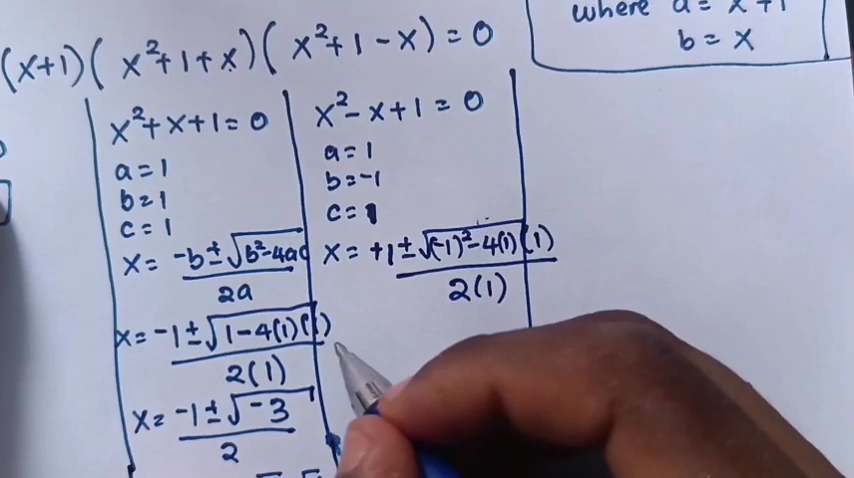 where a = x+1
b = x
(x+1)(x²+1+x)(x²+1-x) = 0
x²+x+1 = 0
a = 1
b = 1
c = 1
x = -b±√b²-4ac
2a
x = -1±√1-4(1)(1)
2(1)
x = -1±√-3
2
x²-x+1 = 0
a = 1
b = -1
c = 1
x = +1±√(-1)²-4(1)(1)
2(1)